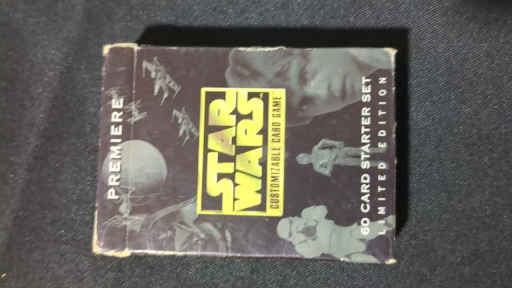 PREMIERE
STAR
WARS
CUSTOMIZABLE CARD GAME
60 CARD STARTER SET
LIMITED EDITION